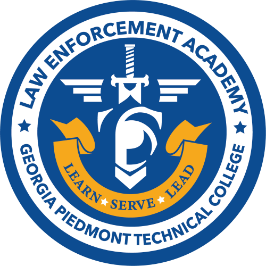 LAW ENFORCEMENT ACADEMY
LEARN ★ SERVE ★ LEAD
GEORGIA PIEDMONT TECHNICAL COLLEGE